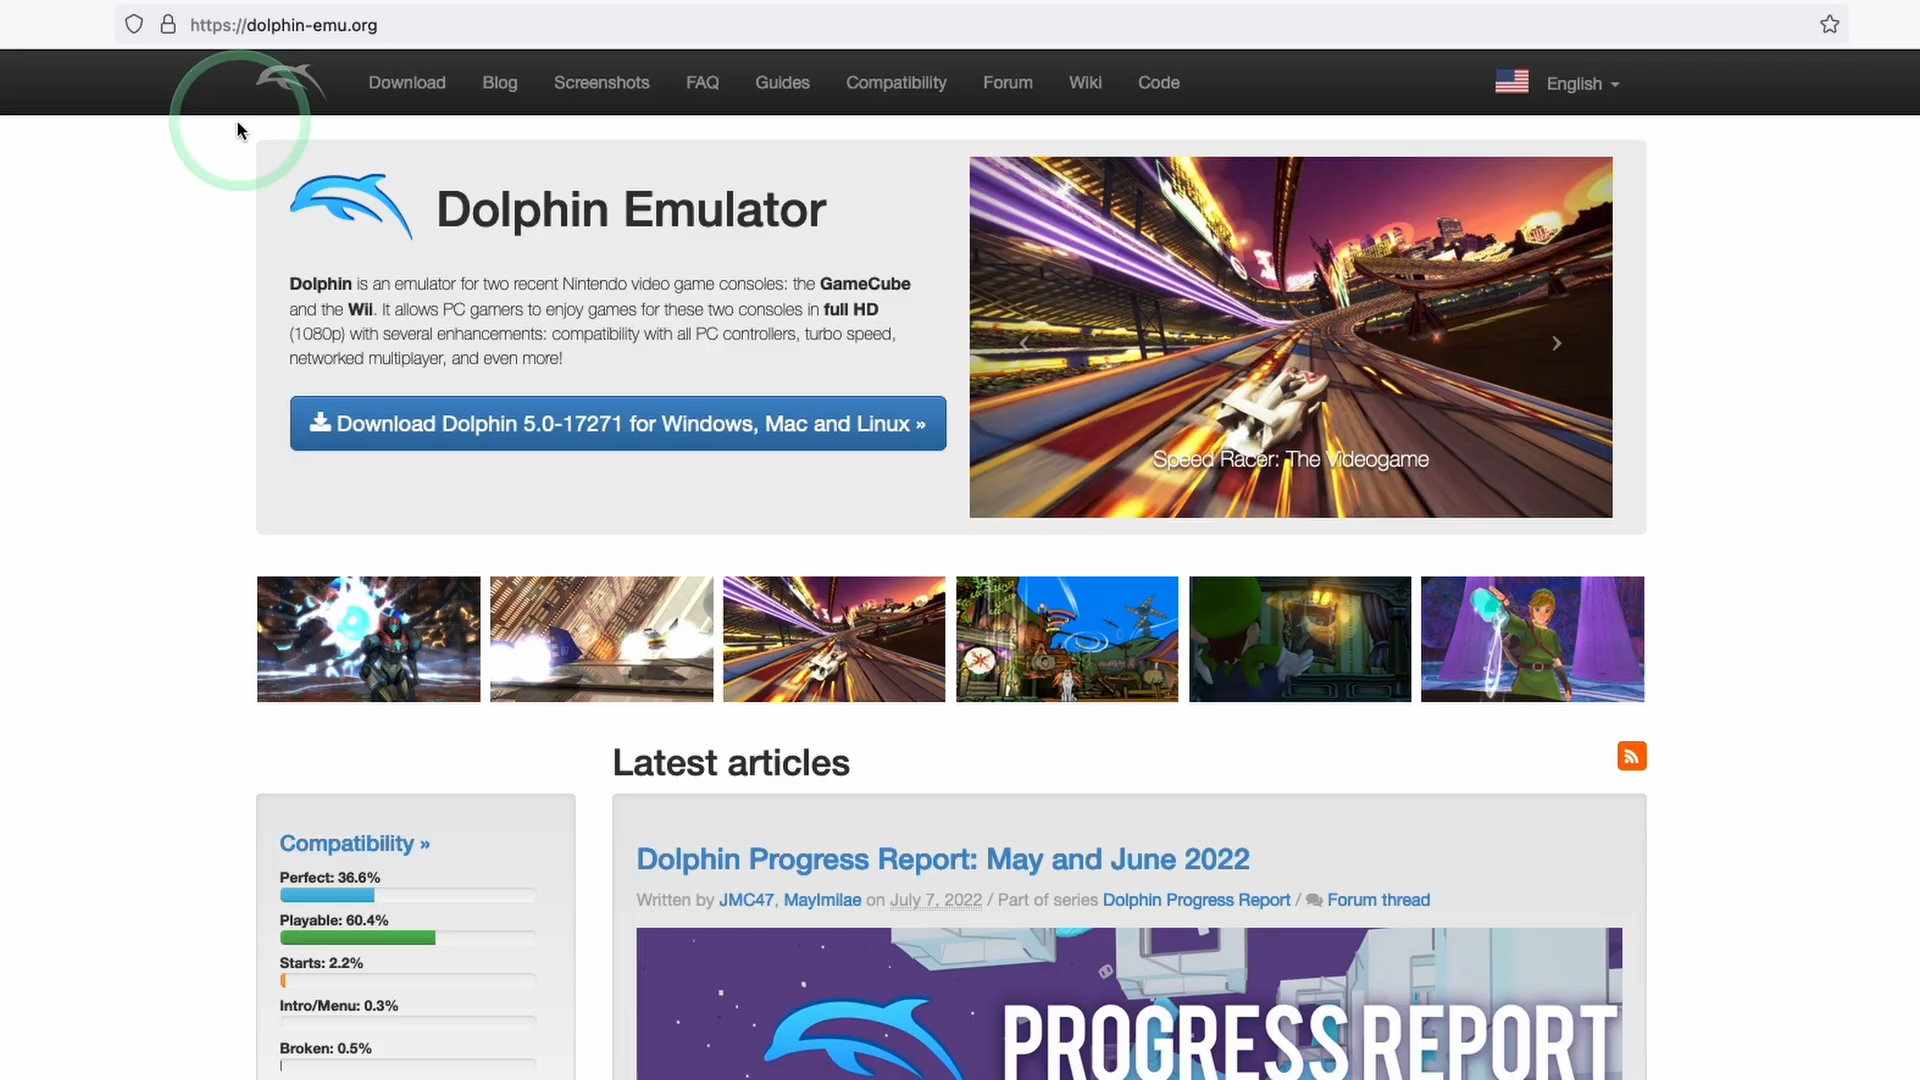 https://dolphin-emu.org
Download Blog Screenshots FAQ Guides Compatibility Forum Wiki Code English
Dolphin Emulator
Dolphin is an emulator for two recent Nintendo video game consoles: the GameCube
and the Wii. It allows PC gamers to enjoy games for these two consoles in full HD
(1080p) with several enhancements: compatibility with all PC controllers, turbo speed,
networked multiplayer, and even more!
Download Dolphin 5.0-17271 for Windows, Mac and Linux »
Speed Racer: The Videogame
Latest articles
Compatibility »
Perfect: 36.6%
Playable: 60.4%
Starts: 2.2%
Intro/Menu: 0.3%
Broken: 0.5%
Dolphin Progress Report: May and June 2022
Written by JMC47, MayImilae on July 7, 2022 / Part of series Dolphin Progress Report / Forum thread
PROGRESS REPORT